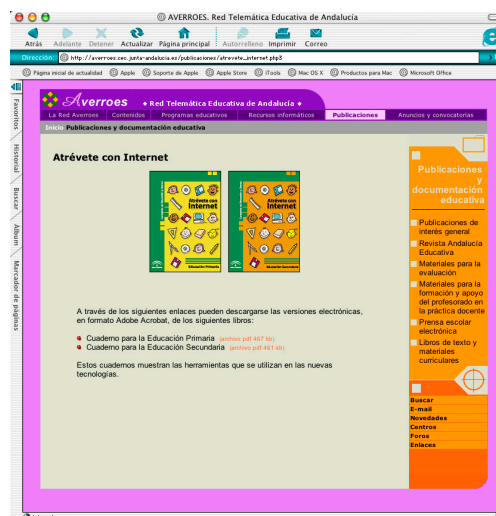 AVERROES. Red Telemática Educativa de Andalucía
Atrás Adelante Detener Actualizar Página principal Autorrelleno Imprimir Correo
Dirección: http://averroes.cec.junta-andalucia.es/publicaciones/atrevete_internet.php3
Página inicial de actualidad Apple Soporte de Apple Apple Store iTools Mac OS X Productos para Mac Microsoft Office
Favoritos
Historial
Buscar
Álbum
Marcador de páginas
Averroes Red Telemática Educativa de Andalucía
La Red Averroes Contenidos Programas educativos Recursos informáticos Publicaciones Anuncios y convocatorias
Inicio Publicaciones y documentación educativa
Atrévete con Internet
Atrévete con
Internet
Educación Primaria
Atrévete con
Internet
Educación Secundaria
A través de los siguientes enlaces pueden descargarse las versiones electrónicas,
en formato Adobe Acrobat, de los siguientes libros:
Cuaderno para la Educación Primaria (archivo pdf 467 kb)
Cuaderno para la Educación Secundaria (archivo pdf 461 kb)
Estos cuadernos muestran las herramientas que se utilizan en las nuevas
tecnologías.
Publicaciones
y
documentación
educativa
Publicaciones de
interés general
Revista Andalucía
Educativa
Materiales para la
evaluación
Materiales para la
formación y apoyo
del profesorado en
la práctica docente
Prensa escolar
electrónica
Libros de texto y
materiales
curriculares
Buscar
E-mail
Novedades
Centros
Foros
Enlaces